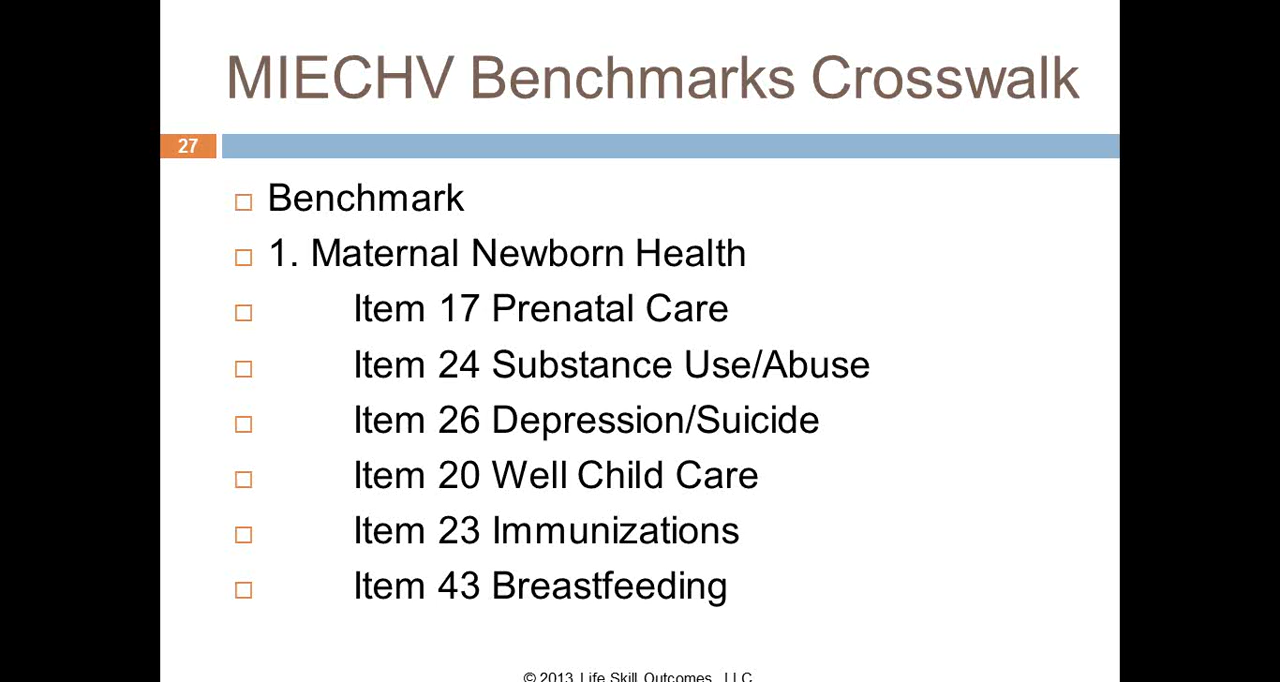 MIECHV Benchmarks Crosswalk
27
Benchmark
1. Maternal Newborn Health
Item 17 Prenatal Care
Item 24 Substance Use/Abuse
Item 26 Depression/Suicide
Item 20 Well Child Care
Item 23 Immunizations
Item 43 Breastfeeding
© 2013 Life Skill Outcomes, LLC